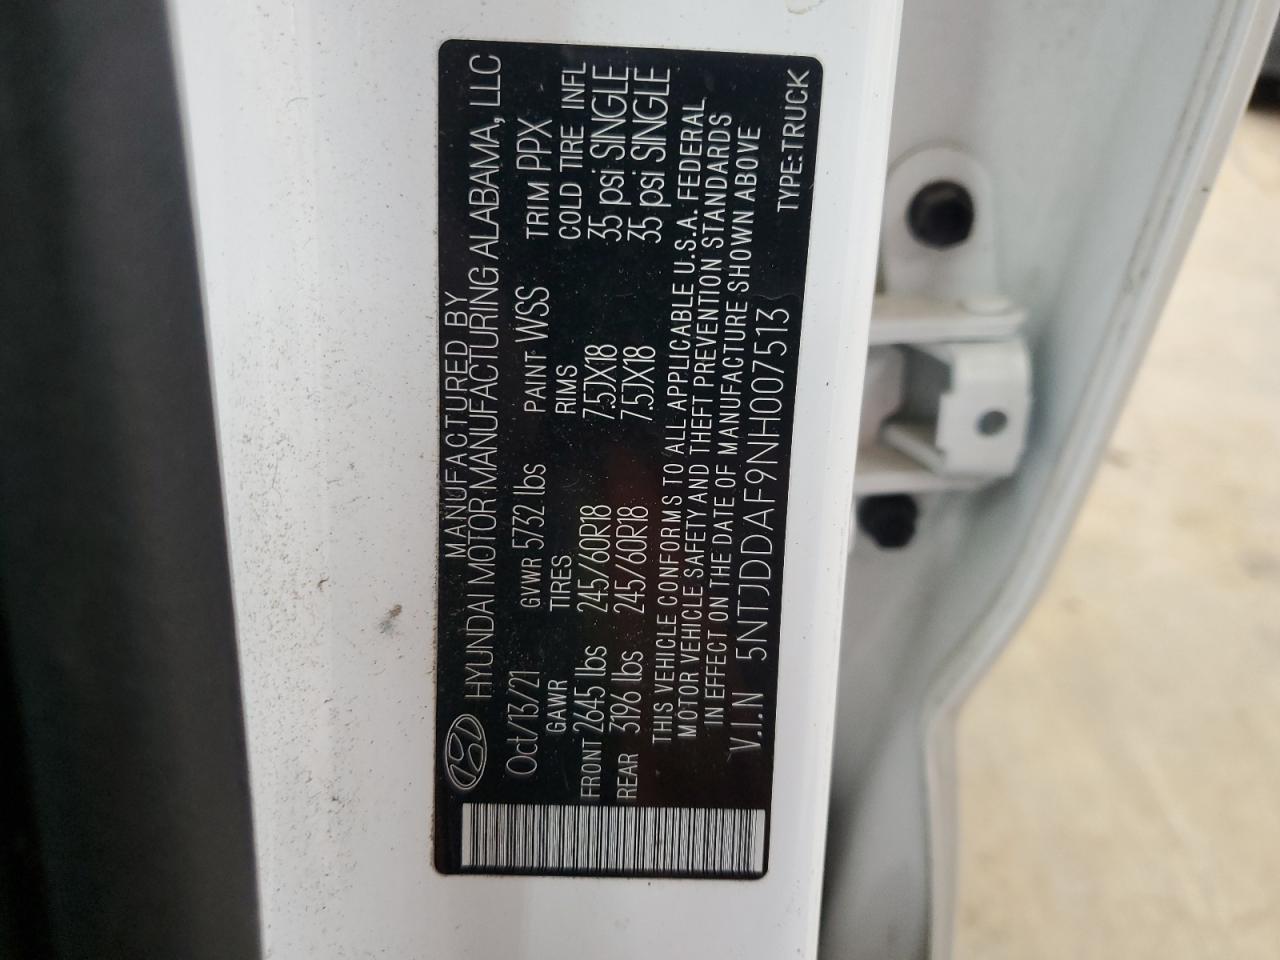 MANUFACTURED BY
HYUNDAI MOTOR MANUFACTURING ALABAMA, LLC
Oct/13/21 GVWR 5732 lbs PAINT WSS TRIM PPX
GAWR TIRES RIMS COLD TIRE INFL
FRONT 2645 lbs 245/60R18 7.5JX18 35 psi SINGLE
REAR 3196 lbs 245/60R18 7.5JX18 35 psi SINGLE
THIS VEHICLE CONFORMS TO ALL APPLICABLE U.S.A. FEDERAL
MOTOR VEHICLE SAFETY AND THEFT PREVENTION STANDARDS
IN EFFECT ON THE DATE OF MANUFACTURE SHOWN ABOVE
V.I.N 5NTJDDAF9NH007513 TYPE:TRUCK